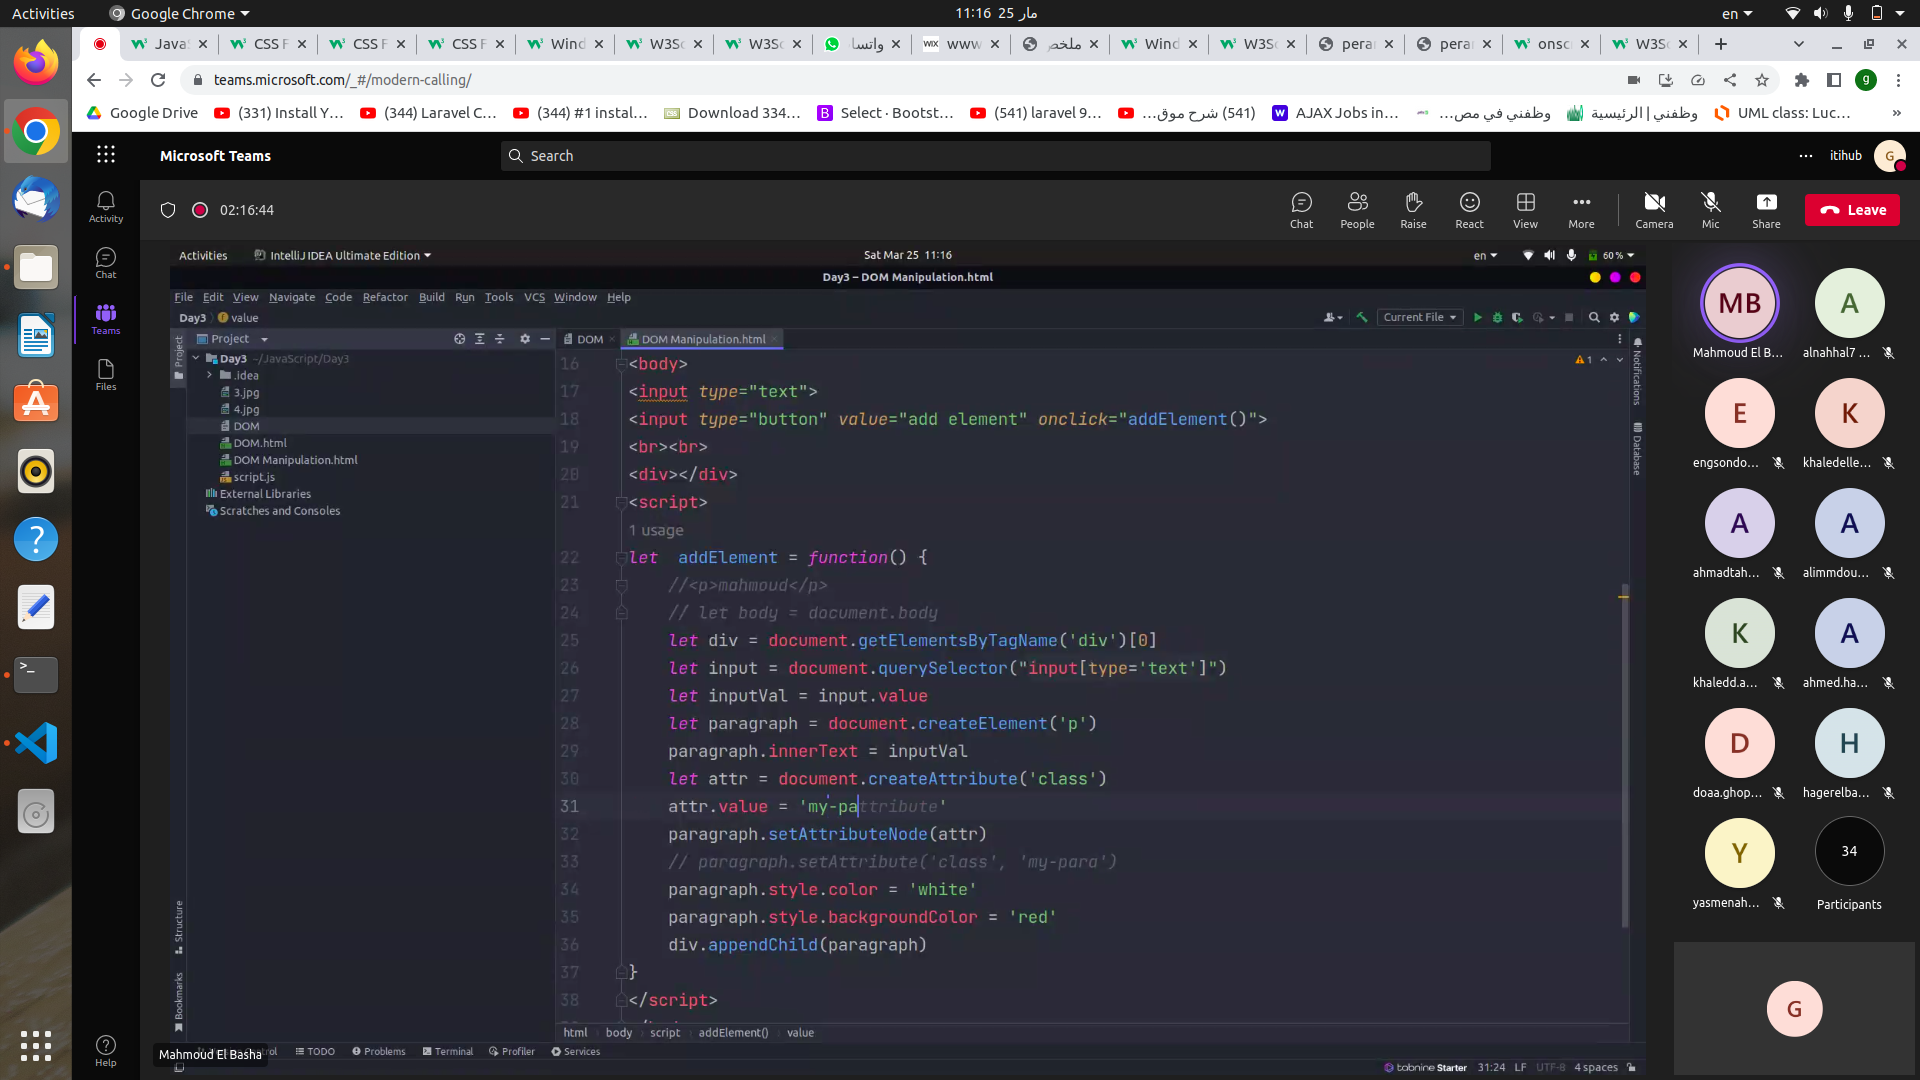 Activities
Google Chrome
11:16 25 مار
en
JavaS
CSS F
CSS F
CSS F
Wind
W3Sc
W3Sc
واتسا
www
ملخص
Wind
W3Sc
perar
perar
onscr
W3Sc
teams.microsoft.com/_#/modern-calling/
g
Google Drive
(331) Install Y...
(344) Laravel C...
(344) #1 instal...
Download 334...
Select · Bootst...
(541) laravel 9...
(541) شرح موق...
AJAX Jobs in...
وظفني في مص...
وظفني | الرئيسية
UML class: Luc...
»
Microsoft Teams
Search
itihub
G
Activity
Chat
Teams
Files
Help
02:16:44
Chat
People
Raise
React
View
More
Camera
Mic
Share
Leave
Activities
IntelliJ IDEA Ultimate Edition
Sat Mar 25 11:16
en
60 %
Day3 – DOM Manipulation.html
File Edit View Navigate Code Refactor Build Run Tools VCS Window Help
Day3 value
Current File
Project
Project
DOM
DOM Manipulation.html
Day3 ~/JavaScript/Day3
.idea
3.jpg
4.jpg
DOM
DOM.html
DOM Manipulation.html
script.js
External Libraries
Scratches and Consoles
Structure
Bookmarks
Notifications
Database
1
16 <body>
17 <input type="text">
18 <input type="button" value="add element" onclick="addElement()">
19 <br><br>
20 <div></div>
21 <script>
1 usage
22 let addElement = function() {
23 //<p>mahmoud</p>
24 // let body = document.body
25 let div = document.getElementsByTagName('div')[0]
26 let input = document.querySelector("input[type='text']")
27 let inputVal = input.value
28 let paragraph = document.createElement('p')
29 paragraph.innerText = inputVal
30 let attr = document.createAttribute('class')
31 attr.value = 'my-pattribute'
32 paragraph.setAttributeNode(attr)
33 // paragraph.setAttribute('class', 'my-para')
34 paragraph.style.color = 'white'
35 paragraph.style.backgroundColor = 'red'
36 div.appendChild(paragraph)
37 }
38 </script>
html body script addElement() value
TODO
Problems
Terminal
Profiler
Services
Mahmoud El Basha
tabnine Starter 31:24 LF UTF-8 4 spaces
MB
Mahmoud El B...
A
alnahhal7 ...
E
engsondo...
K
khaledelle...
A
ahmadtah...
A
alimmdou...
K
khaledd.a...
A
ahmed.ha...
D
doaa.ghop...
H
hagerelba...
Y
yasmenah...
34
Participants
G